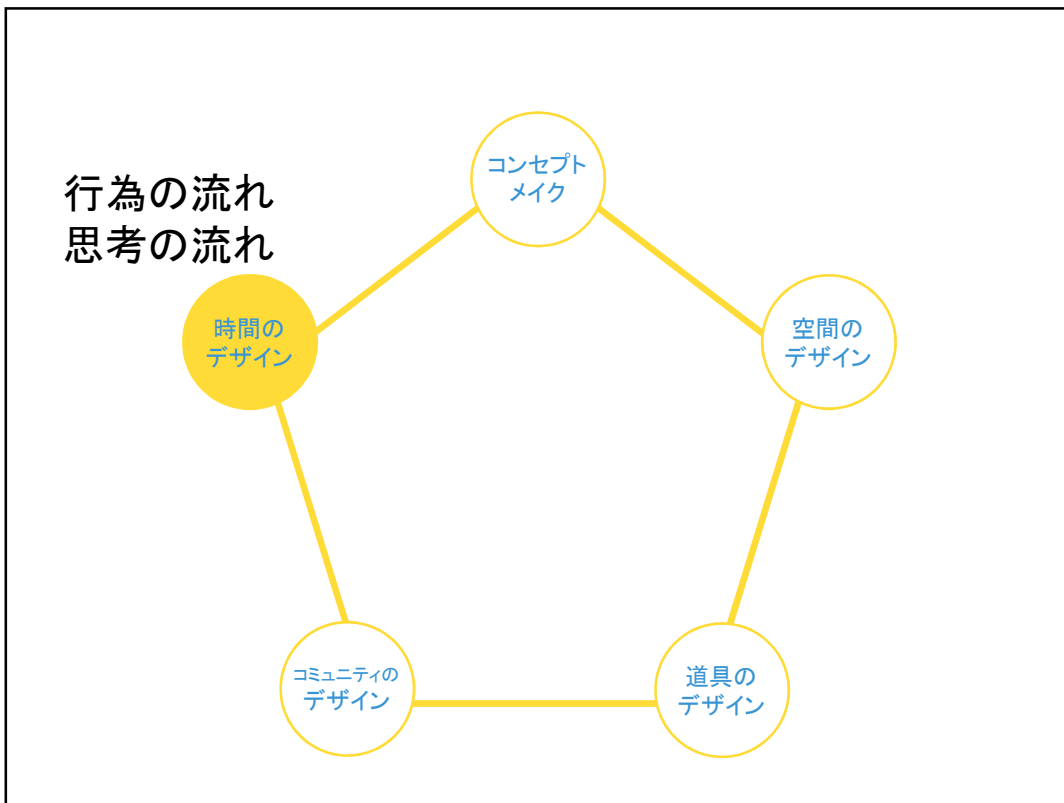 コンセプト
メイク
行為の流れ
思考の流れ
時間の
デザイン
空間の
デザイン
コミュニティの
デザイン
道具の
デザイン